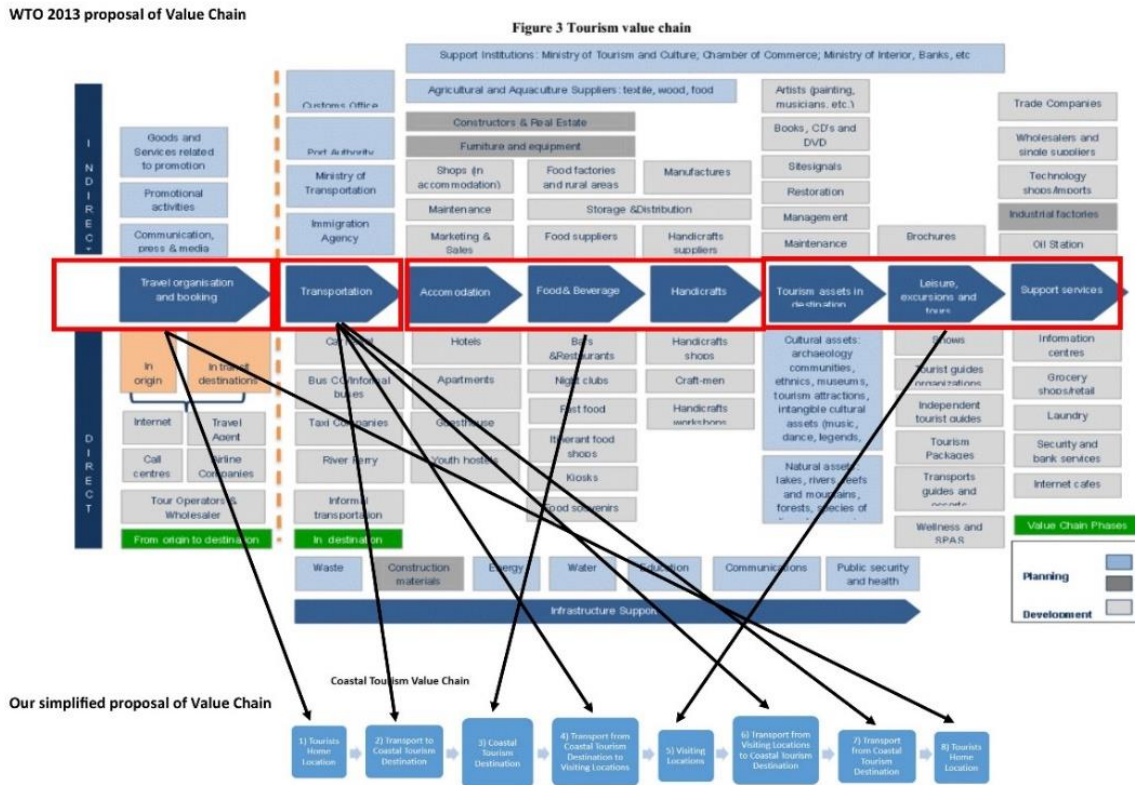 WTO 2013 proposal of Value Chain
Figure 3 Tourism value chain
Support Institutions: Ministry of Tourism and Culture; Chamber of Commerce; Ministry of Interior, Banks, etc
Customs Office
Agricultural and Aquaculture Suppliers: textile, wood, food
Artists (painting,
musicians, etc.)
Trade Companies
Goods and
Services related
to promotion
Port Authority
Constructors & Real Estate
Furniture and equipment
Books, CD's and
DVD
Wholesalers and
single suppliers
Promotional
activities
Ministry of
Transportation
Shops (in
accommodation)
Food factories
and rural areas
Manufactures
Sitesignals
Technology
shops/Imports
Maintenance
Storage &Distribution
Restoration
Management
Industrial factories
Communication,
press & media
Immigration
Agency
Marketing &
Sales
Food suppliers
Handicrafts
suppliers
Maintenance
Brochures
Oil Station
I NDIREC
Travel organisation
and booking
Transportation
Accomodation
Food& Beverage
Handicrafts
Tourism assets in
destination
Leisure,
excursions and
tours
Support services
DIRECT
In
origin
In transit
destinations
Internet
Travel
Agent
Call
centres
Airline
Companies
Tour Operators &
Wholesaler
From origin to destination
Bus CO/Informal
buses
Taxi Companies
River Ferry
Informal
transportation
In destination
Hotels
Apartments
Guesthouse
Youth hostels
Bars
&Restaurants
Night clubs
Fast food
Itinerant food
shops
Kiosks
Food souvenirs
Handicrafts
shops
Craft-men
Handicrafts
workshops
Cultural assets:
archaeology
communities,
ethnics, museums,
tourism attractions,
intangible cultural
assets (music,
dance, legends,
Natural assets:
lakes, rivers, reefs
and mountains,
forests, species of
Shows
Tourist guides
organizations
Independent
tourist guides
Tourism
Packages
Transports
guides and
Wellness and
SPAS
Information
centres
Grocery
shops/retail
Laundry
Security and
bank services
Internet cafes
Value Chain Phases
Planning
Development
Waste
Construction
materials
Energy
Water
Education
Communications
Public security
and health
Infrastructure Support
Coastal Tourism Value Chain
Our simplified proposal of Value Chain
1) Tourists
Home
Location
2) Transport to
Coastal Tourism
Destination
3) Coastal
Tourism
Destination
4) Transport from
Coastal Tourism
Destination to
Visiting Locations
5) Visiting
Locations
6) Transport from
Visiting Locations
to Coastal Tourism
Destination
7) Transport
from Coastal
Tourism
Destination
8) Tourists
Home
Location